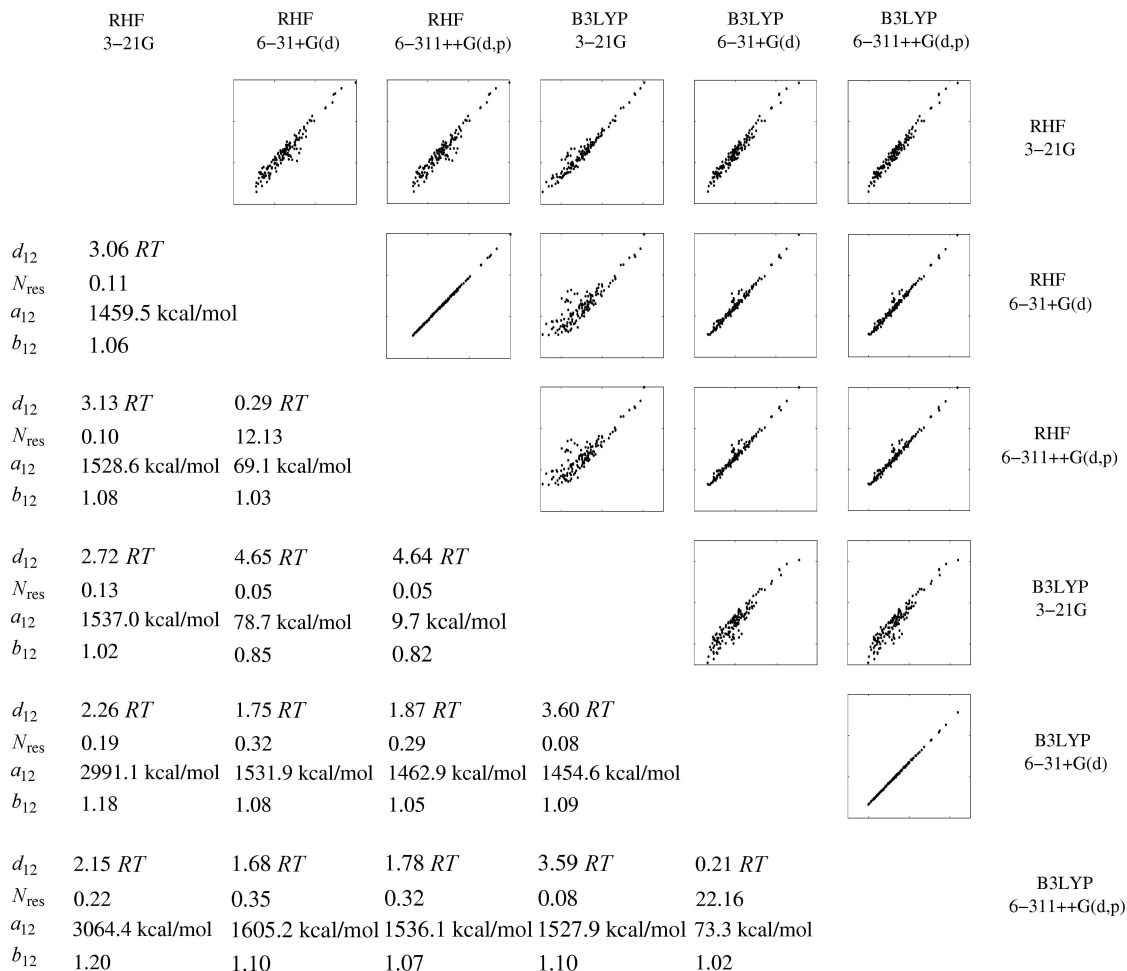 RHF RHF RHF B3LYP B3LYP B3LYP
3−21G 6−31+G(d) 6−311++G(d,p) 3−21G 6−31+G(d) 6−311++G(d,p)
RHF
3−21G
d12 3.06 RT
Nres 0.11
a12 1459.5 kcal/mol
b12 1.06
RHF
6−31+G(d)
d12 3.13 RT 0.29 RT
Nres 0.10 12.13
a12 1528.6 kcal/mol 69.1 kcal/mol
b12 1.08 1.03
RHF
6−311++G(d,p)
d12 2.72 RT 4.65 RT 4.64 RT
Nres 0.13 0.05 0.05
a12 1537.0 kcal/mol 78.7 kcal/mol 9.7 kcal/mol
b12 1.02 0.85 0.82
B3LYP
3−21G
d12 2.26 RT 1.75 RT 1.87 RT 3.60 RT
Nres 0.19 0.32 0.29 0.08
a12 2991.1 kcal/mol 1531.9 kcal/mol 1462.9 kcal/mol 1454.6 kcal/mol
b12 1.18 1.08 1.05 1.09
B3LYP
6−31+G(d)
d12 2.15 RT 1.68 RT 1.78 RT 3.59 RT 0.21 RT
Nres 0.22 0.35 0.32 0.08 22.16
a12 3064.4 kcal/mol 1605.2 kcal/mol 1536.1 kcal/mol 1527.9 kcal/mol 73.3 kcal/mol
b12 1.20 1.10 1.07 1.10 1.02
B3LYP
6−311++G(d,p)